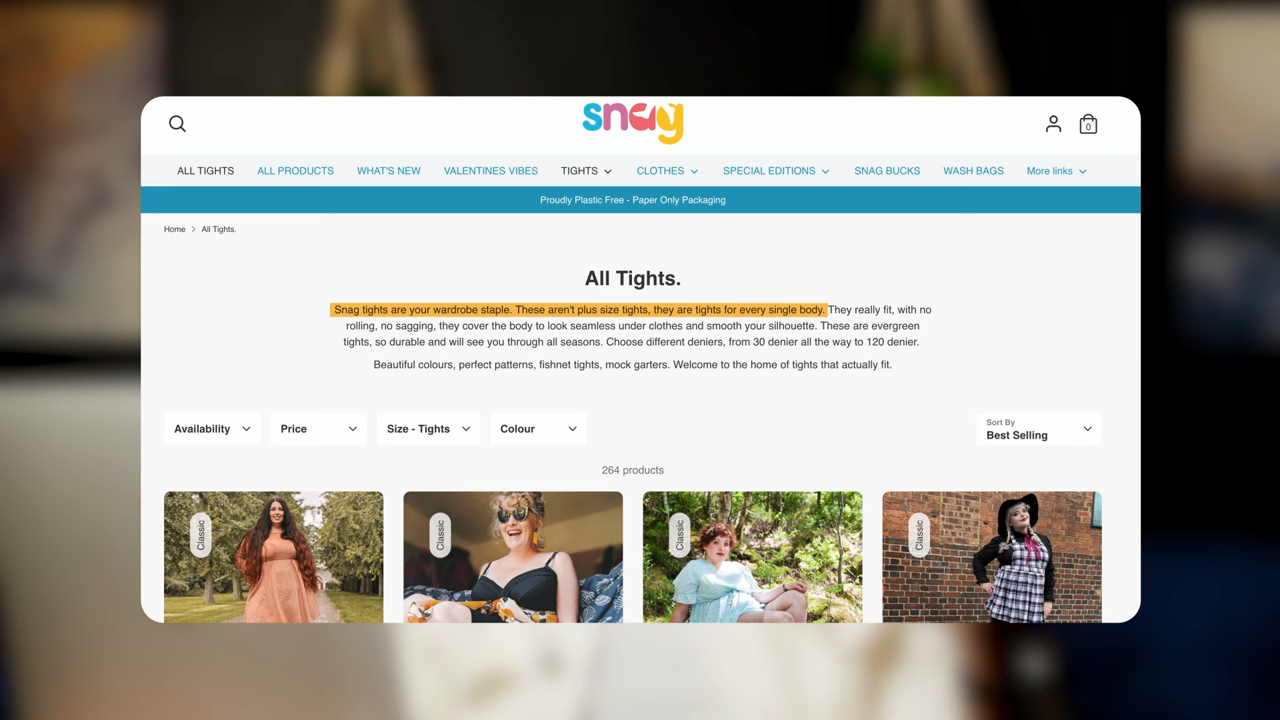 snag
0
ALL TIGHTS ALL PRODUCTS WHAT'S NEW VALENTINES VIBES TIGHTS CLOTHES SPECIAL EDITIONS SNAG BUCKS WASH BAGS More links
Proudly Plastic Free - Paper Only Packaging
Home > All Tights.
All Tights.
Snag tights are your wardrobe staple. These aren't plus size tights, they are tights for every single body. They really fit, with no
rolling, no sagging, they cover the body to look seamless under clothes and smooth your silhouette. These are evergreen
tights, so durable and will see you through all seasons. Choose different deniers, from 30 denier all the way to 120 denier.
Beautiful colours, perfect patterns, fishnet tights, mock garters. Welcome to the home of tights that actually fit.
Availability Price Size - Tights Colour
Sort By
Best Selling
264 products
Classic
Classic
Classic
Classic